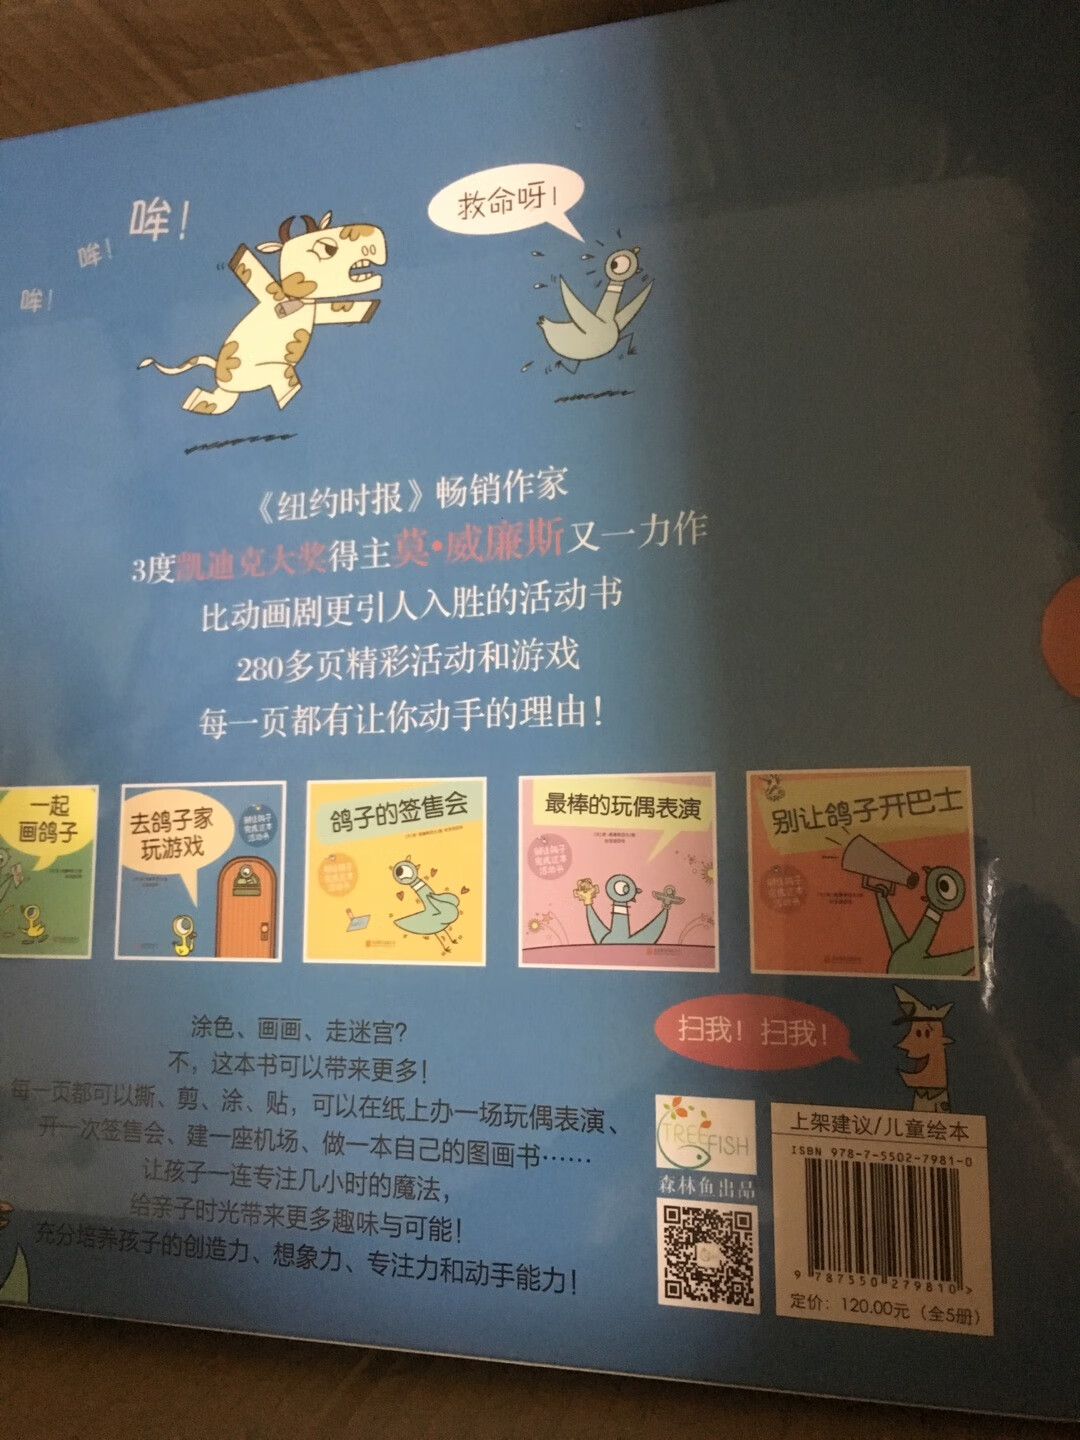 哞！
哞！
哞！
救命呀！
《纽约时报》畅销作家
3度凯迪克大奖得主莫·威廉斯又一力作
比动画剧更引人入胜的活动书
280多页精彩活动和游戏
每一页都有让你动手的理由！
一起
画鸽子
去鸽子家
玩游戏
鸽子的签售会
最棒的玩偶表演
别让鸽子开巴士
涂色、画画、走迷宫？
不，这本书可以带来更多！
每一页都可以撕、剪、涂、贴，可以在纸上办一场玩偶表演、
开一次签售会、建一座机场、做一本自己的图画书……
让孩子一连专注几小时的魔法，
给亲子时光带来更多趣味与可能！
充分培养孩子的创造力、想象力、专注力和动手能力！
扫我！扫我！
TREEFISH
森林鱼出品
上架建议/儿童绘本
ISBN 978-7-5502-7981-0
9 787550 279810 >
定价：120.00元（全5册）